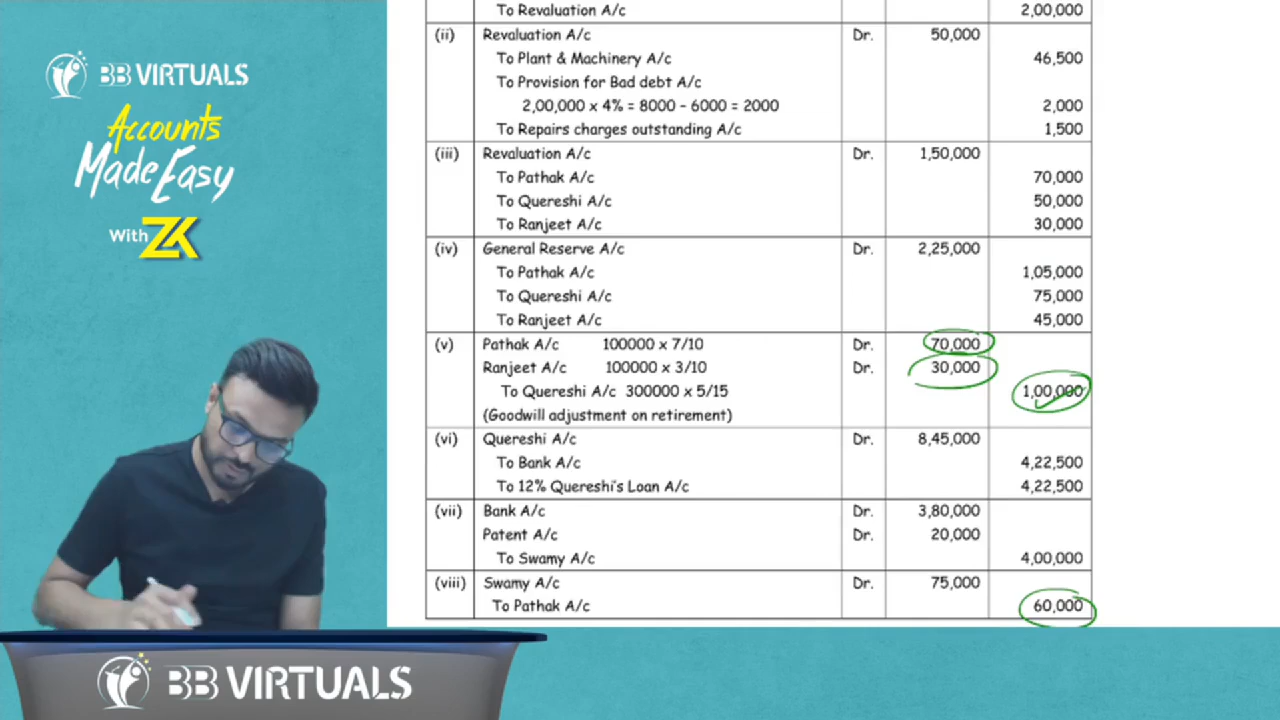 BB VIRTUALS
Accounts
Made Easy
With ZK
To Revaluation A/c 2,00,000
(ii) Revaluation A/c Dr. 50,000
To Plant & Machinery A/c 46,500
To Provision for Bad debt A/c
2,00,000 x 4% = 8000 - 6000 = 2000 2,000
To Repairs charges outstanding A/c 1,500
(iii) Revaluation A/c Dr. 1,50,000
To Pathak A/c 70,000
To Quereshi A/c 50,000
To Ranjeet A/c 30,000
(iv) General Reserve A/c Dr. 2,25,000
To Pathak A/c 1,05,000
To Quereshi A/c 75,000
To Ranjeet A/c 45,000
(v) Pathak A/c 100000 x 7/10 Dr. 70,000
Ranjeet A/c 100000 x 3/10 Dr. 30,000
To Quereshi A/c 300000 x 5/15 1,00,000
(Goodwill adjustment on retirement)
(vi) Quereshi A/c Dr. 8,45,000
To Bank A/c 4,22,500
To 12% Quereshi's Loan A/c 4,22,500
(vii) Bank A/c Dr. 3,80,000
Patent A/c Dr. 20,000
To Swamy A/c 4,00,000
(viii) Swamy A/c Dr. 75,000
To Pathak A/c 60,000
BB VIRTUALS